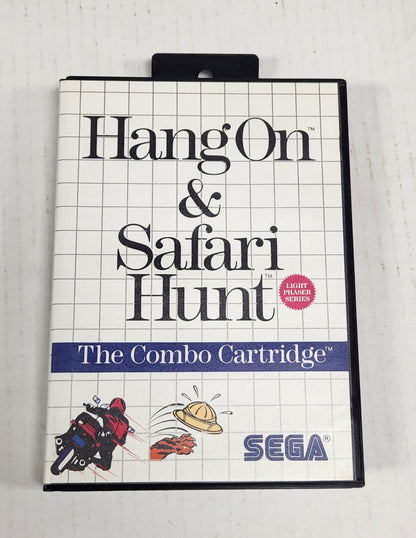 Hang On™
&
Safari
Hunt™
LIGHT
PHASER
SERIES
The Combo Cartridge™
SEGA®